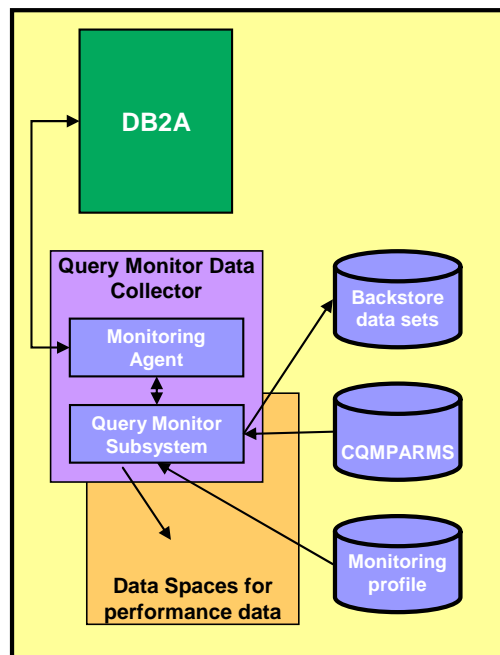 DB2A
Query Monitor Data
Collector
Monitoring
Agent
Query Monitor
Subsystem
Backstore
data sets
CQMPARMS
Monitoring
profile
Data Spaces for
performance data